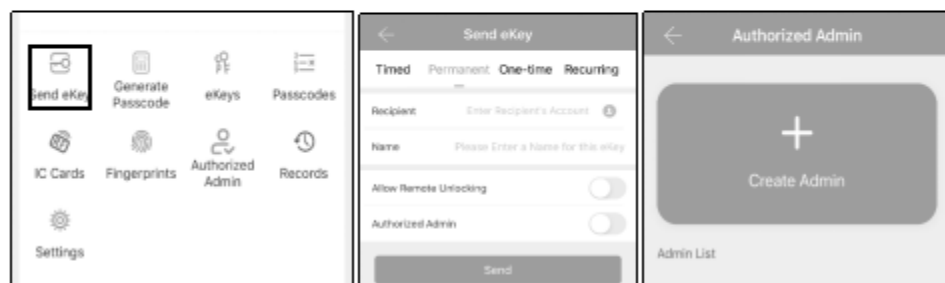 Send eKey
Generate
Passcode
eKeys
Passcodes
IC Cards
Fingerprints
Authorized
Admin
Records
Settings
Send eKey
Timed Permanent One-time Recurring
Recipient Enter Recipient's Account
Name Please Enter a Name for this eKey
Allow Remote Unlocking
Authorized Admin
Send
Authorized Admin
Create Admin
Admin List